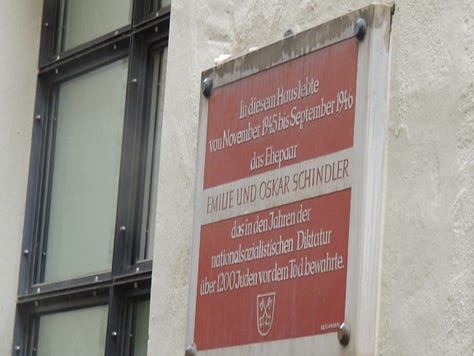 In diesem Haus lebte
von November 1945 bis September 1946
das Ehepaar
EMILIE UND OSKAR SCHINDLER
das in den Jahren der
nationalsozialistischen Diktatur
über 1200 Juden vor dem Tod bewahrte.